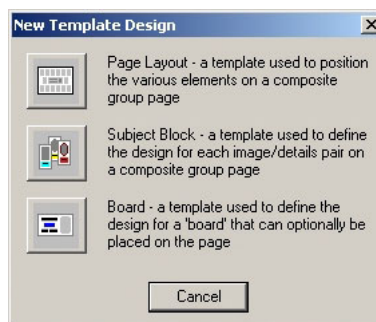 New Template Design
Page Layout - a template used to position
the various elements on a composite
group page
Subject Block - a template used to define
the design for each image/details pair on
a composite group page
Board - a template used to define the
design for a 'board' that can optionally be
placed on the page
Cancel